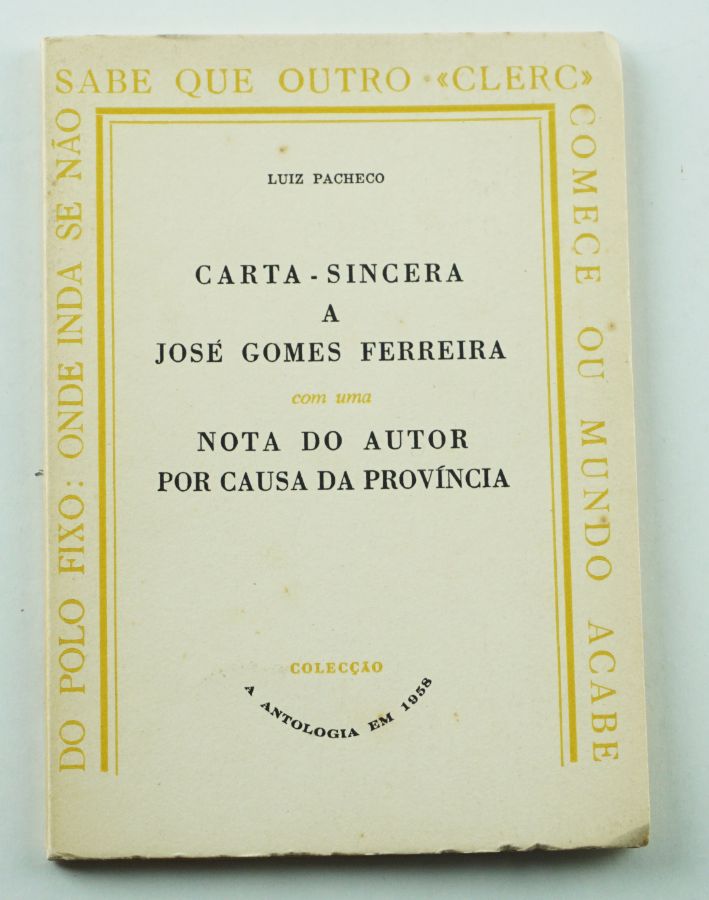 DO POLO FIXO: ONDE INDA SE NÃO
SABE QUE OUTRO «CLERC»
COMECE OU MUNDO ACABE
LUIZ PACHECO
CARTA - SINCERA
A
JOSÉ GOMES FERREIRA
com uma
NOTA DO AUTOR
POR CAUSA DA PROVÍNCIA
COLECÇÃO
A ANTOLOGIA EM 1958